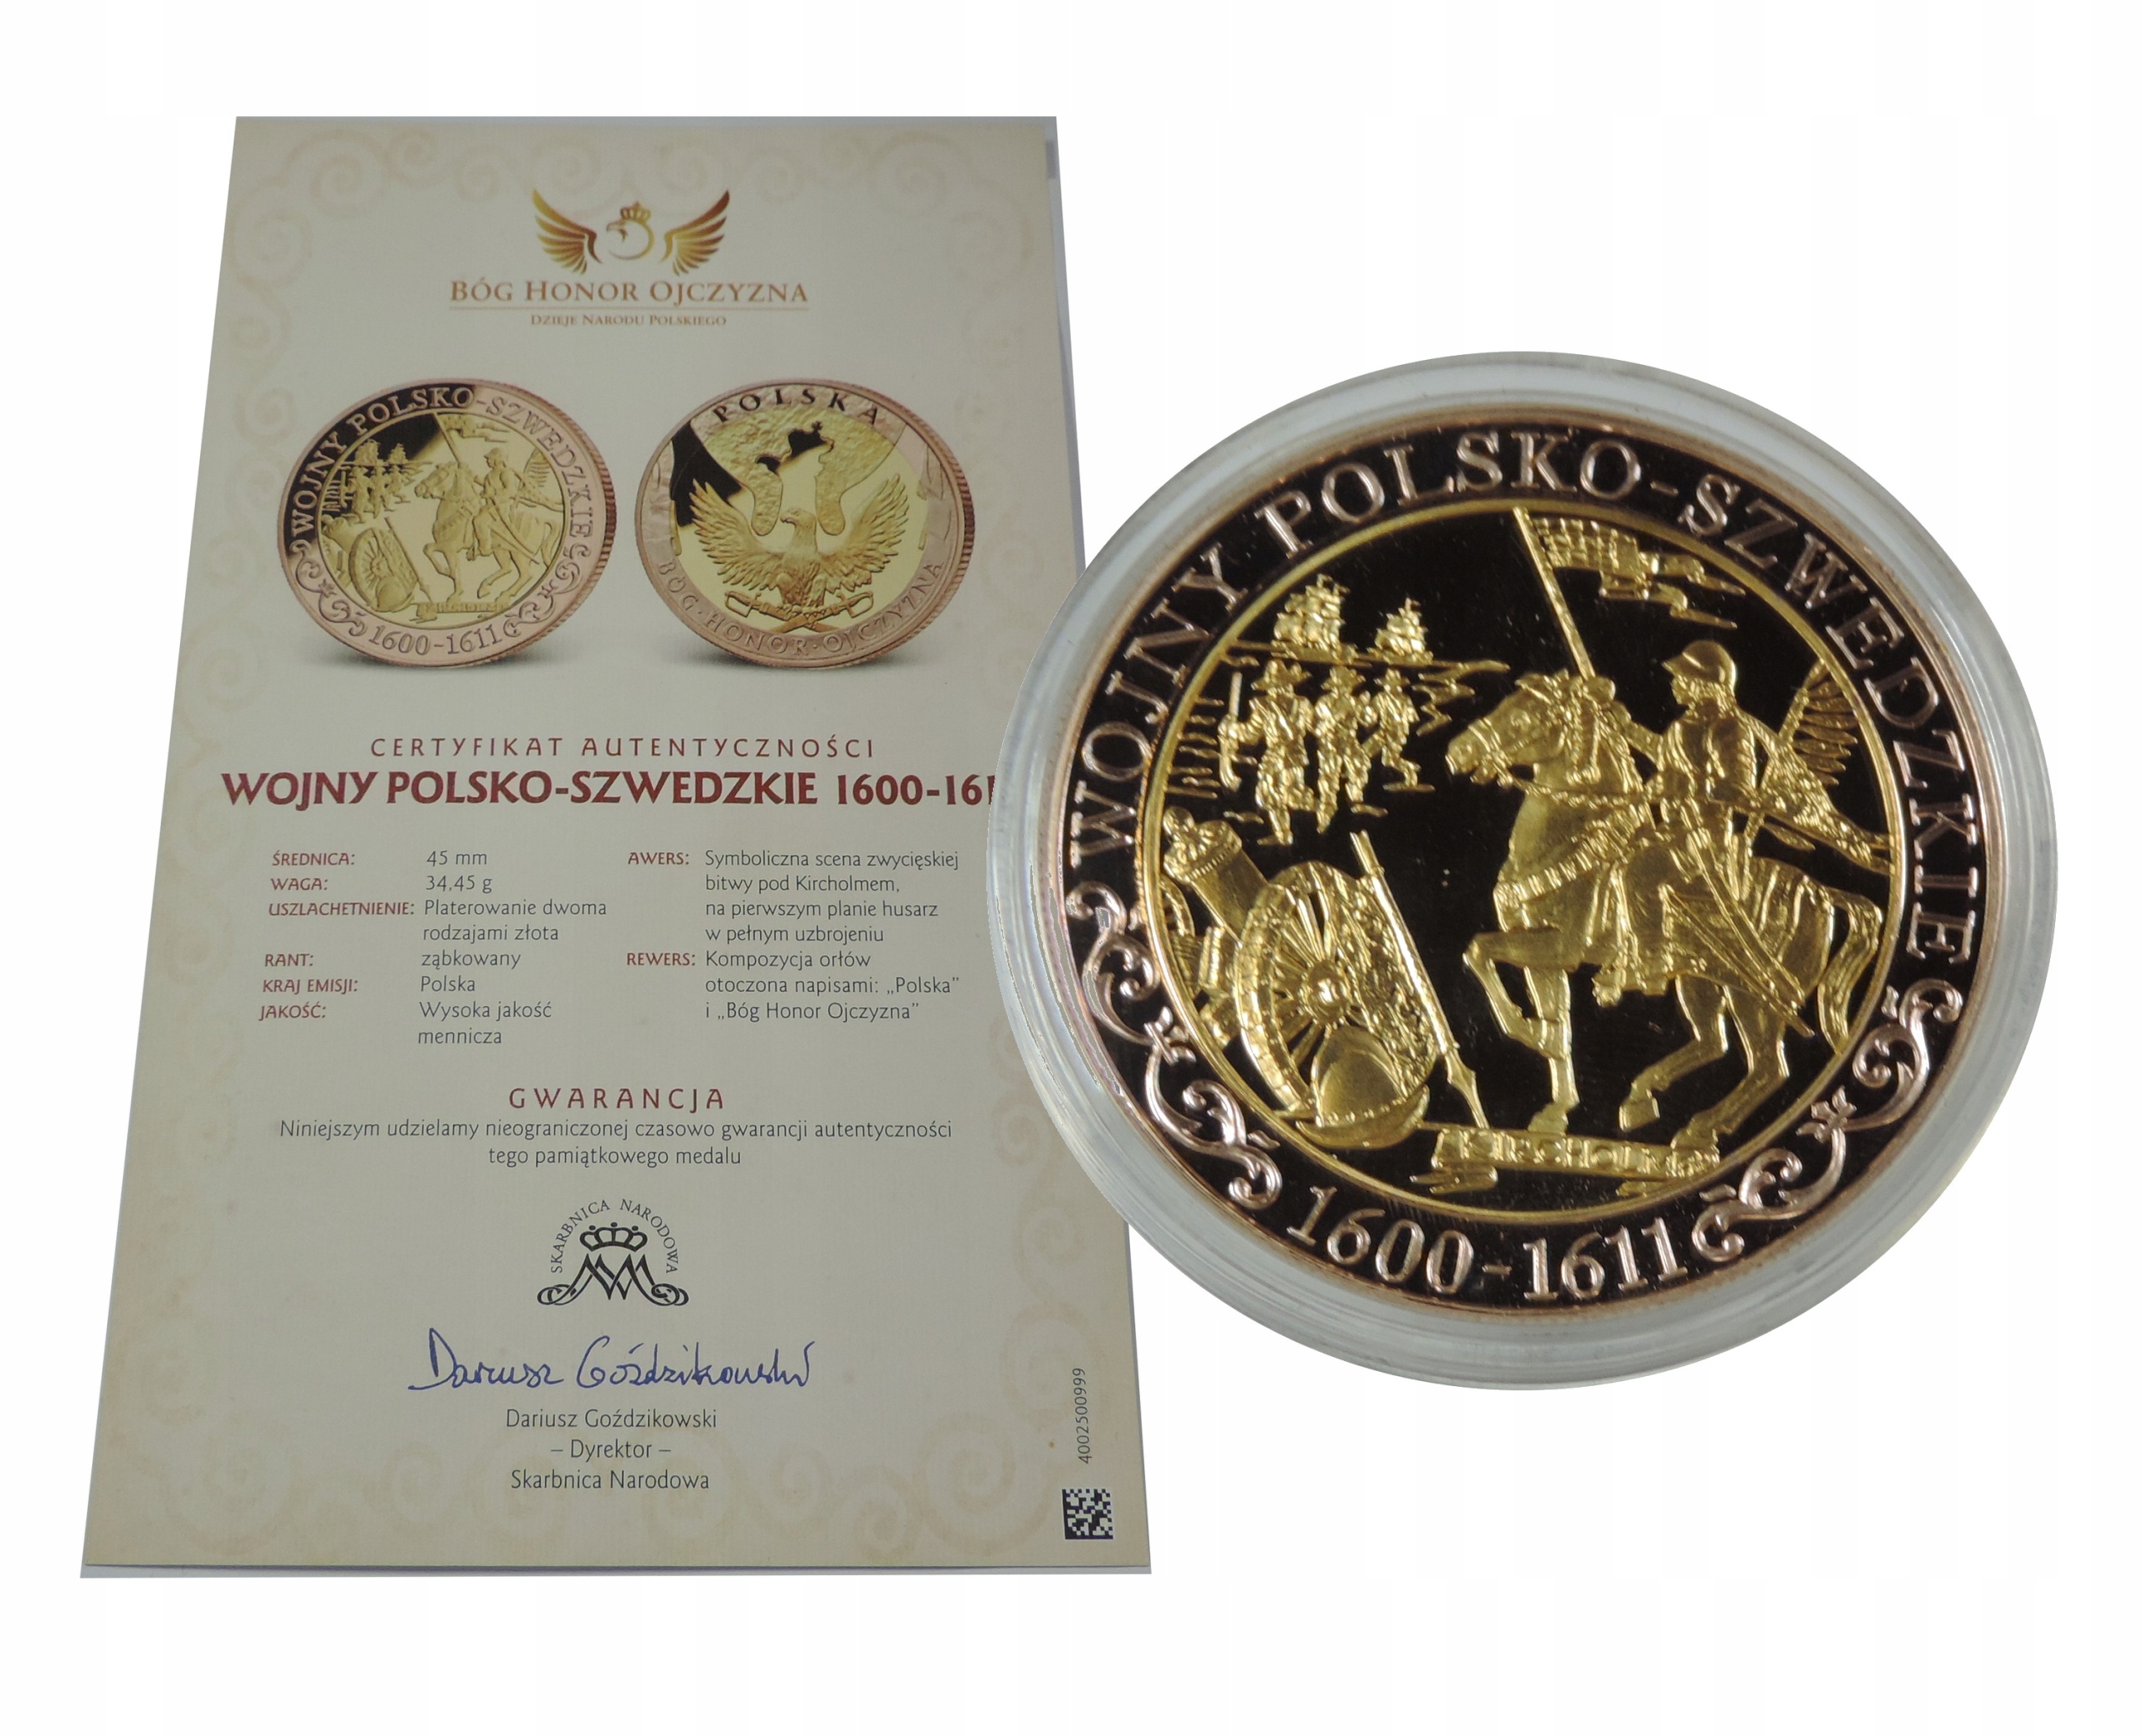 BÓG HONOR OJCZYZNA
DZIEJE NARODU POLSKIEGO
WOJNY POLSKO-SZWEDZKIE
1600-1611
POLSKA
BÓG · HONOR · OJCZYZNA
CERTYFIKAT AUTENTYCZNOŚCI
WOJNY POLSKO-SZWEDZKIE 1600-161
ŚREDNICA: 45 mm
WAGA: 34,45 g
USZLACHETNIENIE: Platerowanie dwoma
rodzajami złota
RANT: ząbkowany
KRAJ EMISJI: Polska
JAKOŚĆ: Wysoka jakość
mennicza
AWERS: Symboliczna scena zwycięskiej
bitwy pod Kircholmem,
na pierwszym planie husarz
w pełnym uzbrojeniu
REWERS: Kompozycja orłów
otoczona napisami: „Polska”
i „Bóg Honor Ojczyzna”
GWARANCJA
Niniejszym udzielamy nieograniczonej czasowo gwarancji autentyczności
tego pamiątkowego medalu
SKARBNICA NARODOWA
Dariusz Goździkowski
Dariusz Goździkowski
– Dyrektor –
Skarbnica Narodowa
4002500999
WOJNY POLSKO-SZWEDZKIE
KIRCHOLM
1600-1611